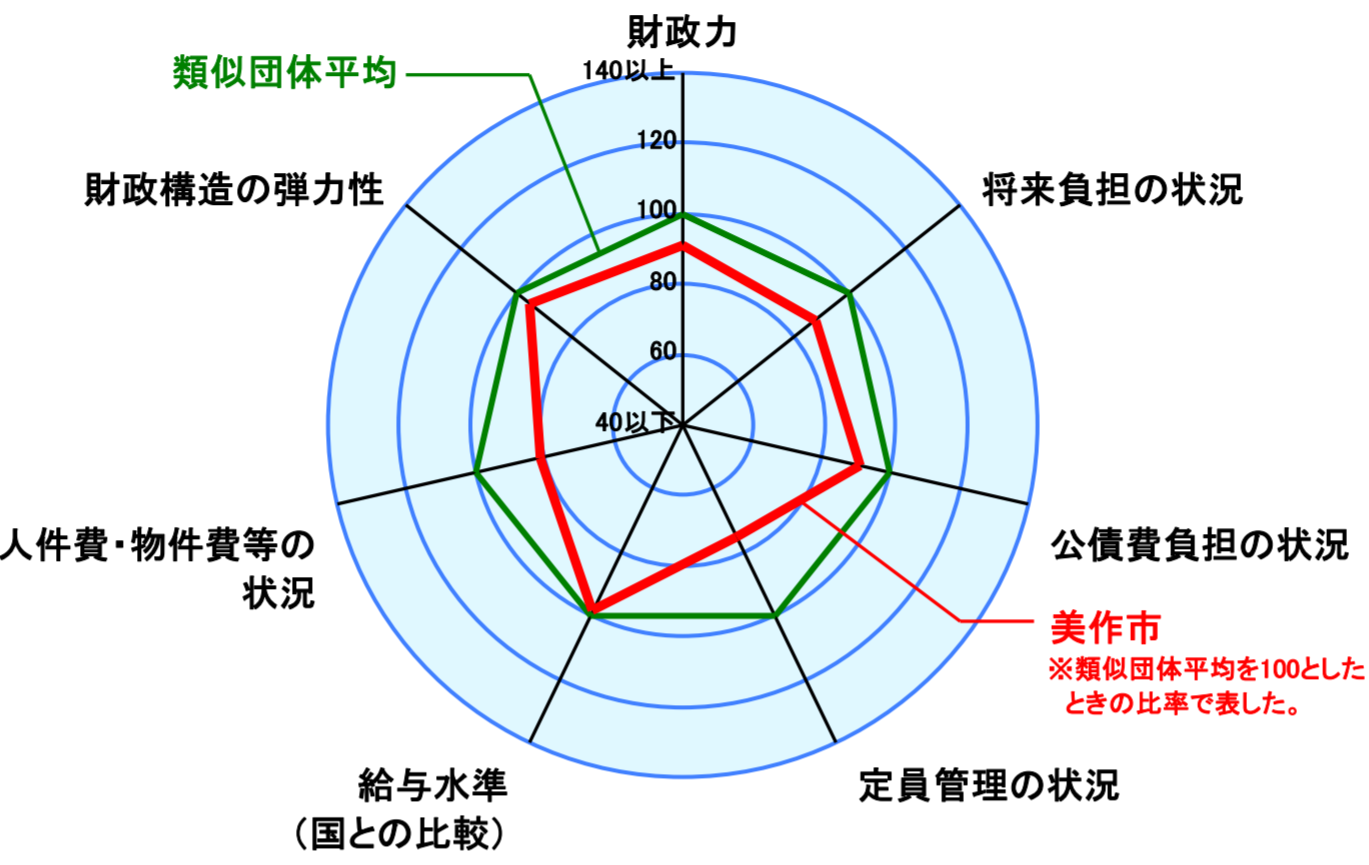 財政力
類似団体平均
140以上
120
100
80
60
40以下
財政構造の弾力性
将来負担の状況
人件費・物件費等の
状況
公債費負担の状況
美作市
※類似団体平均を100とした
ときの比率で表した。
給与水準
（国との比較）
定員管理の状況